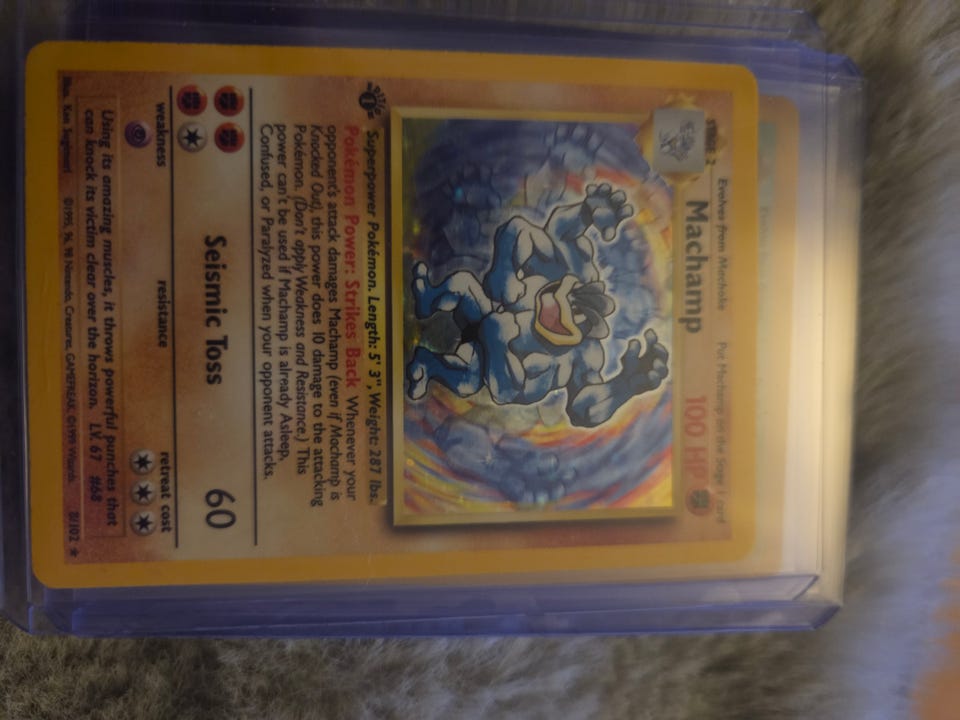 STAGE 2
Evolves from Machoke
Put Machamp on the Stage 1 card
Machamp
100 HP
Superpower Pokémon. Length: 5' 3", Weight: 287 lbs.
Pokémon Power: Strikes Back Whenever your
opponent's attack damages Machamp (even if Machamp is
Knocked Out), this power does 10 damage to the attacking
Pokémon. (Don't apply Weakness and Resistance.) This
power can't be used if Machamp is already Asleep,
Confused, or Paralyzed when your opponent attacks.
Seismic Toss
60
weakness
resistance
retreat cost
Using its amazing muscles, it throws powerful punches that
can knock its victim clear over the horizon. LV. 67 #68
Illus. Ken Sugimori
©1995, 96, 98 Nintendo, Creatures, GAMEFREAK. ©1999 Wizards.
8/102